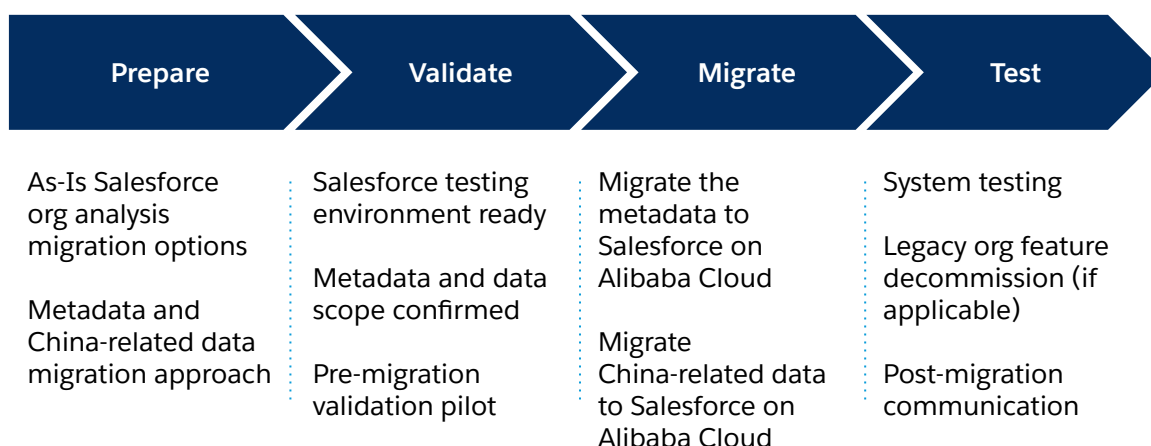 Prepare
Validate
Migrate
Test
As-Is Salesforce
org analysis
migration options
Metadata and
China-related data
migration approach
Salesforce testing
environment ready
Metadata and data
scope confirmed
Pre-migration
validation pilot
Migrate the
metadata to
Salesforce on
Alibaba Cloud
Migrate
China-related data
to Salesforce on
Alibaba Cloud
System testing
Legacy org feature
decommission (if
applicable)
Post-migration
communication